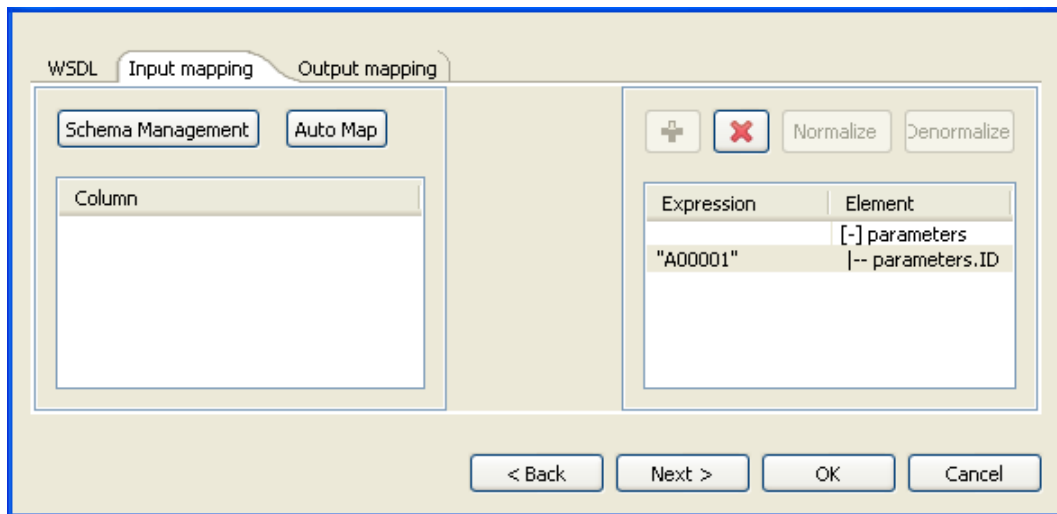 WSDL Input mapping Output mapping
Schema Management Auto Map
Normalize Denormalize
Column
Expression Element
[-] parameters
"A00001" |-- parameters.ID
< Back Next > OK Cancel